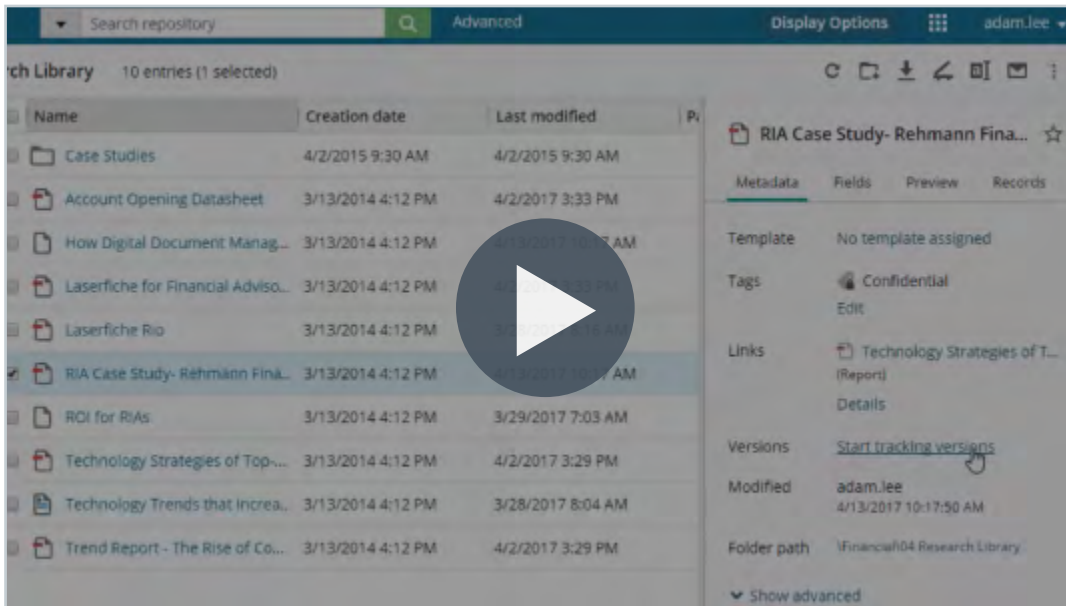 Search repository
Advanced
Display Options
adam.lee
rch Library 10 entries (1 selected)
Name Creation date Last modified
Case Studies 4/2/2015 9:30 AM 4/2/2015 9:30 AM
Account Opening Datasheet 3/13/2014 4:12 PM 4/2/2017 3:33 PM
How Digital Document Manag... 3/13/2014 4:12 PM AM
Laserfiche for Financial Adviso... 3/13/2014 4:12 PM
Laserfiche Rio 3/13/2014 4:12 PM
RIA Case Study- Rehmann Fina... 3/13/2014 4:12 PM AM
ROI for RIAs 3/13/2014 4:12 PM 3/29/2017 7:03 AM
Technology Strategies of Top-... 3/13/2014 4:12 PM 4/2/2017 3:29 PM
Technology Trends that Increa... 3/13/2014 4:12 PM 3/28/2017 8:04 AM
Trend Report - The Rise of Co... 3/13/2014 4:12 PM 4/2/2017 3:29 PM
RIA Case Study- Rehmann Fina...
Metadata Fields Preview Records
Template No template assigned
Tags Confidential
Edit
Links Technology Strategies of T...
(Report)
Details
Versions Start tracking versions
Modified adam.lee
4/13/2017 10:17:50 AM
Folder path \Financial\04 Research Library
Show advanced